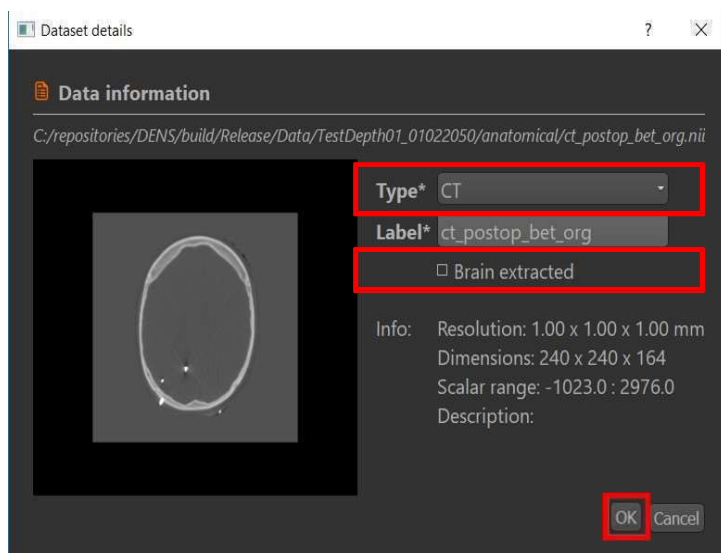 Dataset details ?
Data information
C:/repositories/DENS/build/Release/Data/TestDepth01_01022050/anatomical/ct_postop_bet_org.nii
Type* CT
Label* ct_postop_bet_org
Brain extracted
Info: Resolution: 1.00 x 1.00 x 1.00 mm
Dimensions: 240 x 240 x 164
Scalar range: -1023.0 : 2976.0
Description:
OK Cancel